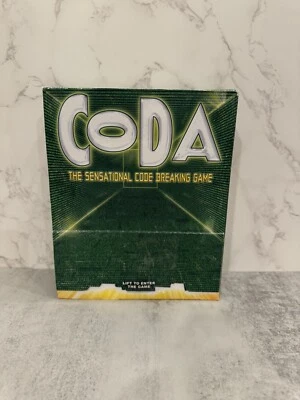 CODA
THE SENSATIONAL CODE BREAKING GAME
LIFT TO ENTER
THE GAME